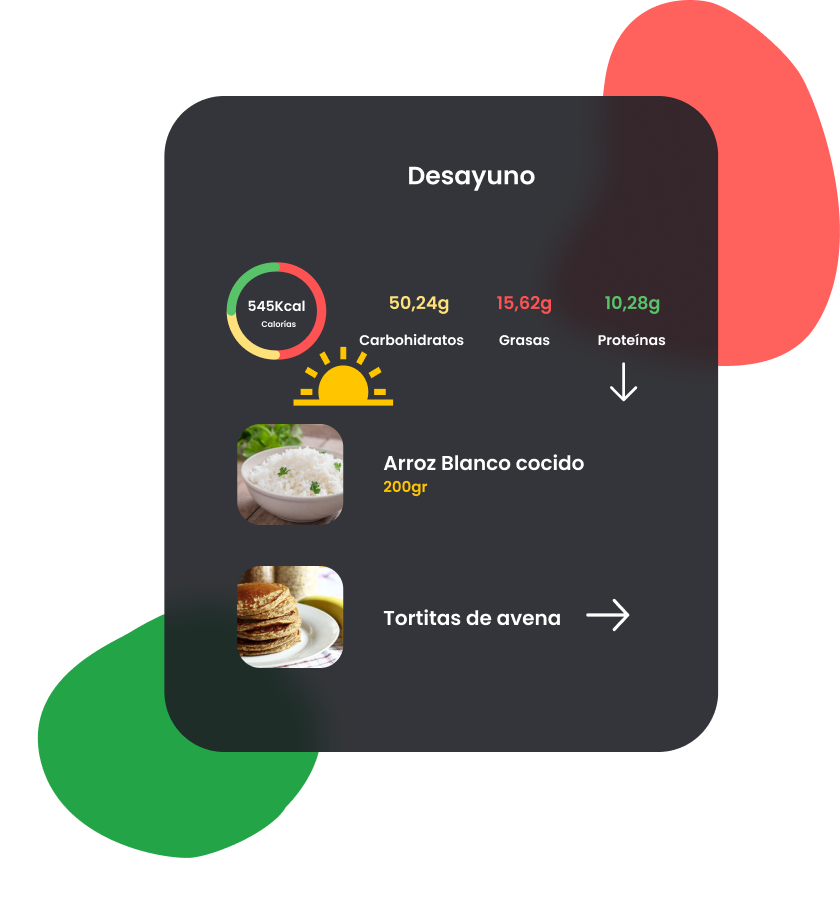 Desayuno
545Kcal
Calorías
50,24g
15,62g
10,28g
Carbohidratos
Grasas
Proteínas
Arroz Blanco cocido
200gr
Tortitas de avena